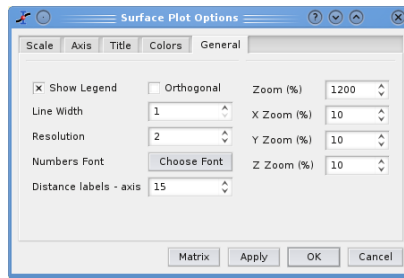 Surface Plot Options
Scale Axis Title Colors General
Show Legend
Orthogonal
Line Width 1
Resolution 2
Numbers Font Choose Font
Distance labels - axis 15
Zoom (%) 1200
X Zoom (%) 10
Y Zoom (%) 10
Z Zoom (%) 10
Matrix Apply OK Cancel